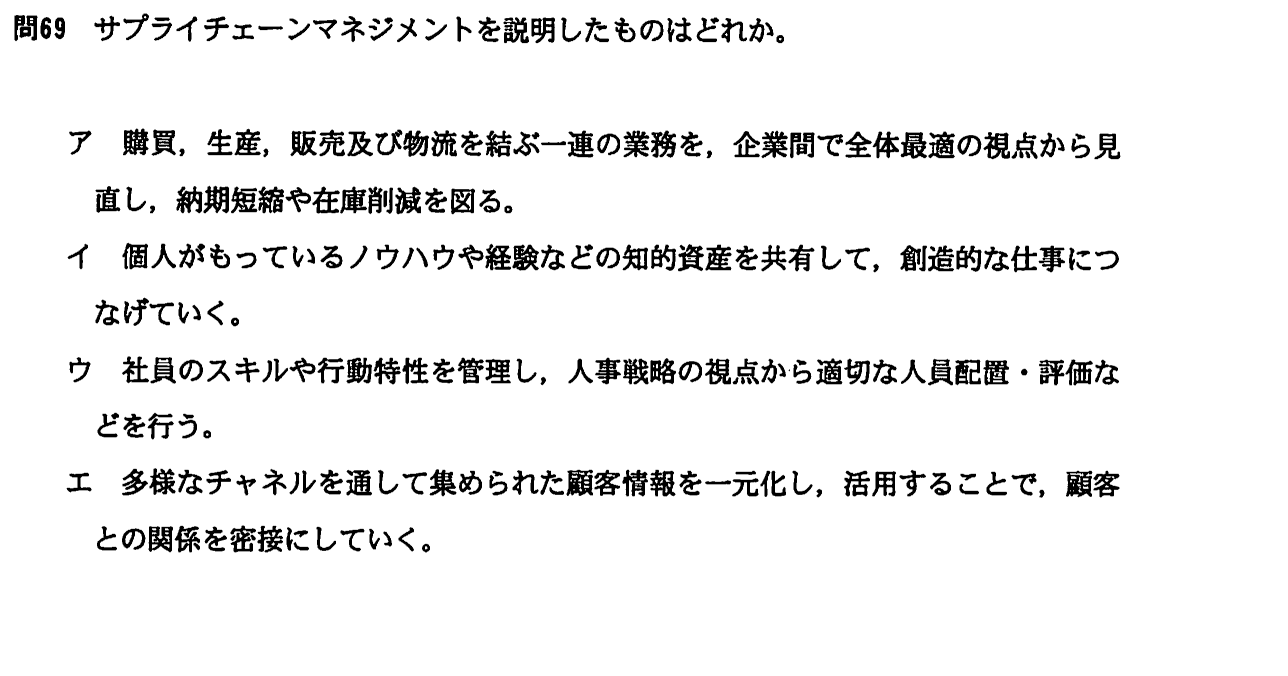 問69 サプライチェーンマネジメントを説明したものはどれか。
ア 購買，生産，販売及び物流を結ぶ一連の業務を，企業間で全体最適の視点から見
直し，納期短縮や在庫削減を図る。
イ 個人がもっているノウハウや経験などの知的資産を共有して，創造的な仕事につ
なげていく。
ウ 社員のスキルや行動特性を管理し，人事戦略の視点から適切な人員配置・評価な
どを行う。
エ 多様なチャネルを通して集められた顧客情報を一元化し，活用することで，顧客
との関係を密接にしていく。